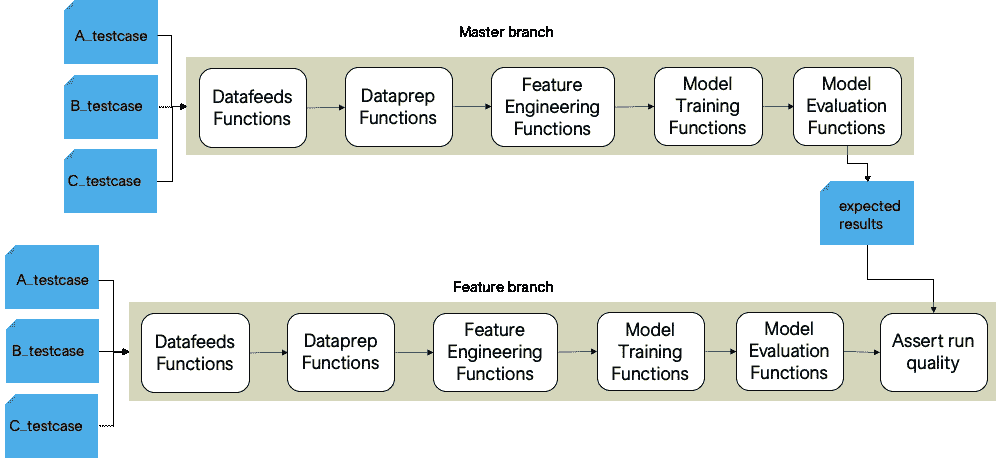 Master branch
A_testcase
B_testcase
C_testcase
Datafeeds
Functions
Dataprep
Functions
Feature
Engineering
Functions
Model
Training
Functions
Model
Evaluation
Functions
expected
results
Feature branch
A_testcase
B_testcase
C_testcase
Datafeeds
Functions
Dataprep
Functions
Feature
Engineering
Functions
Model
Training
Functions
Model
Evaluation
Functions
Assert run
quality